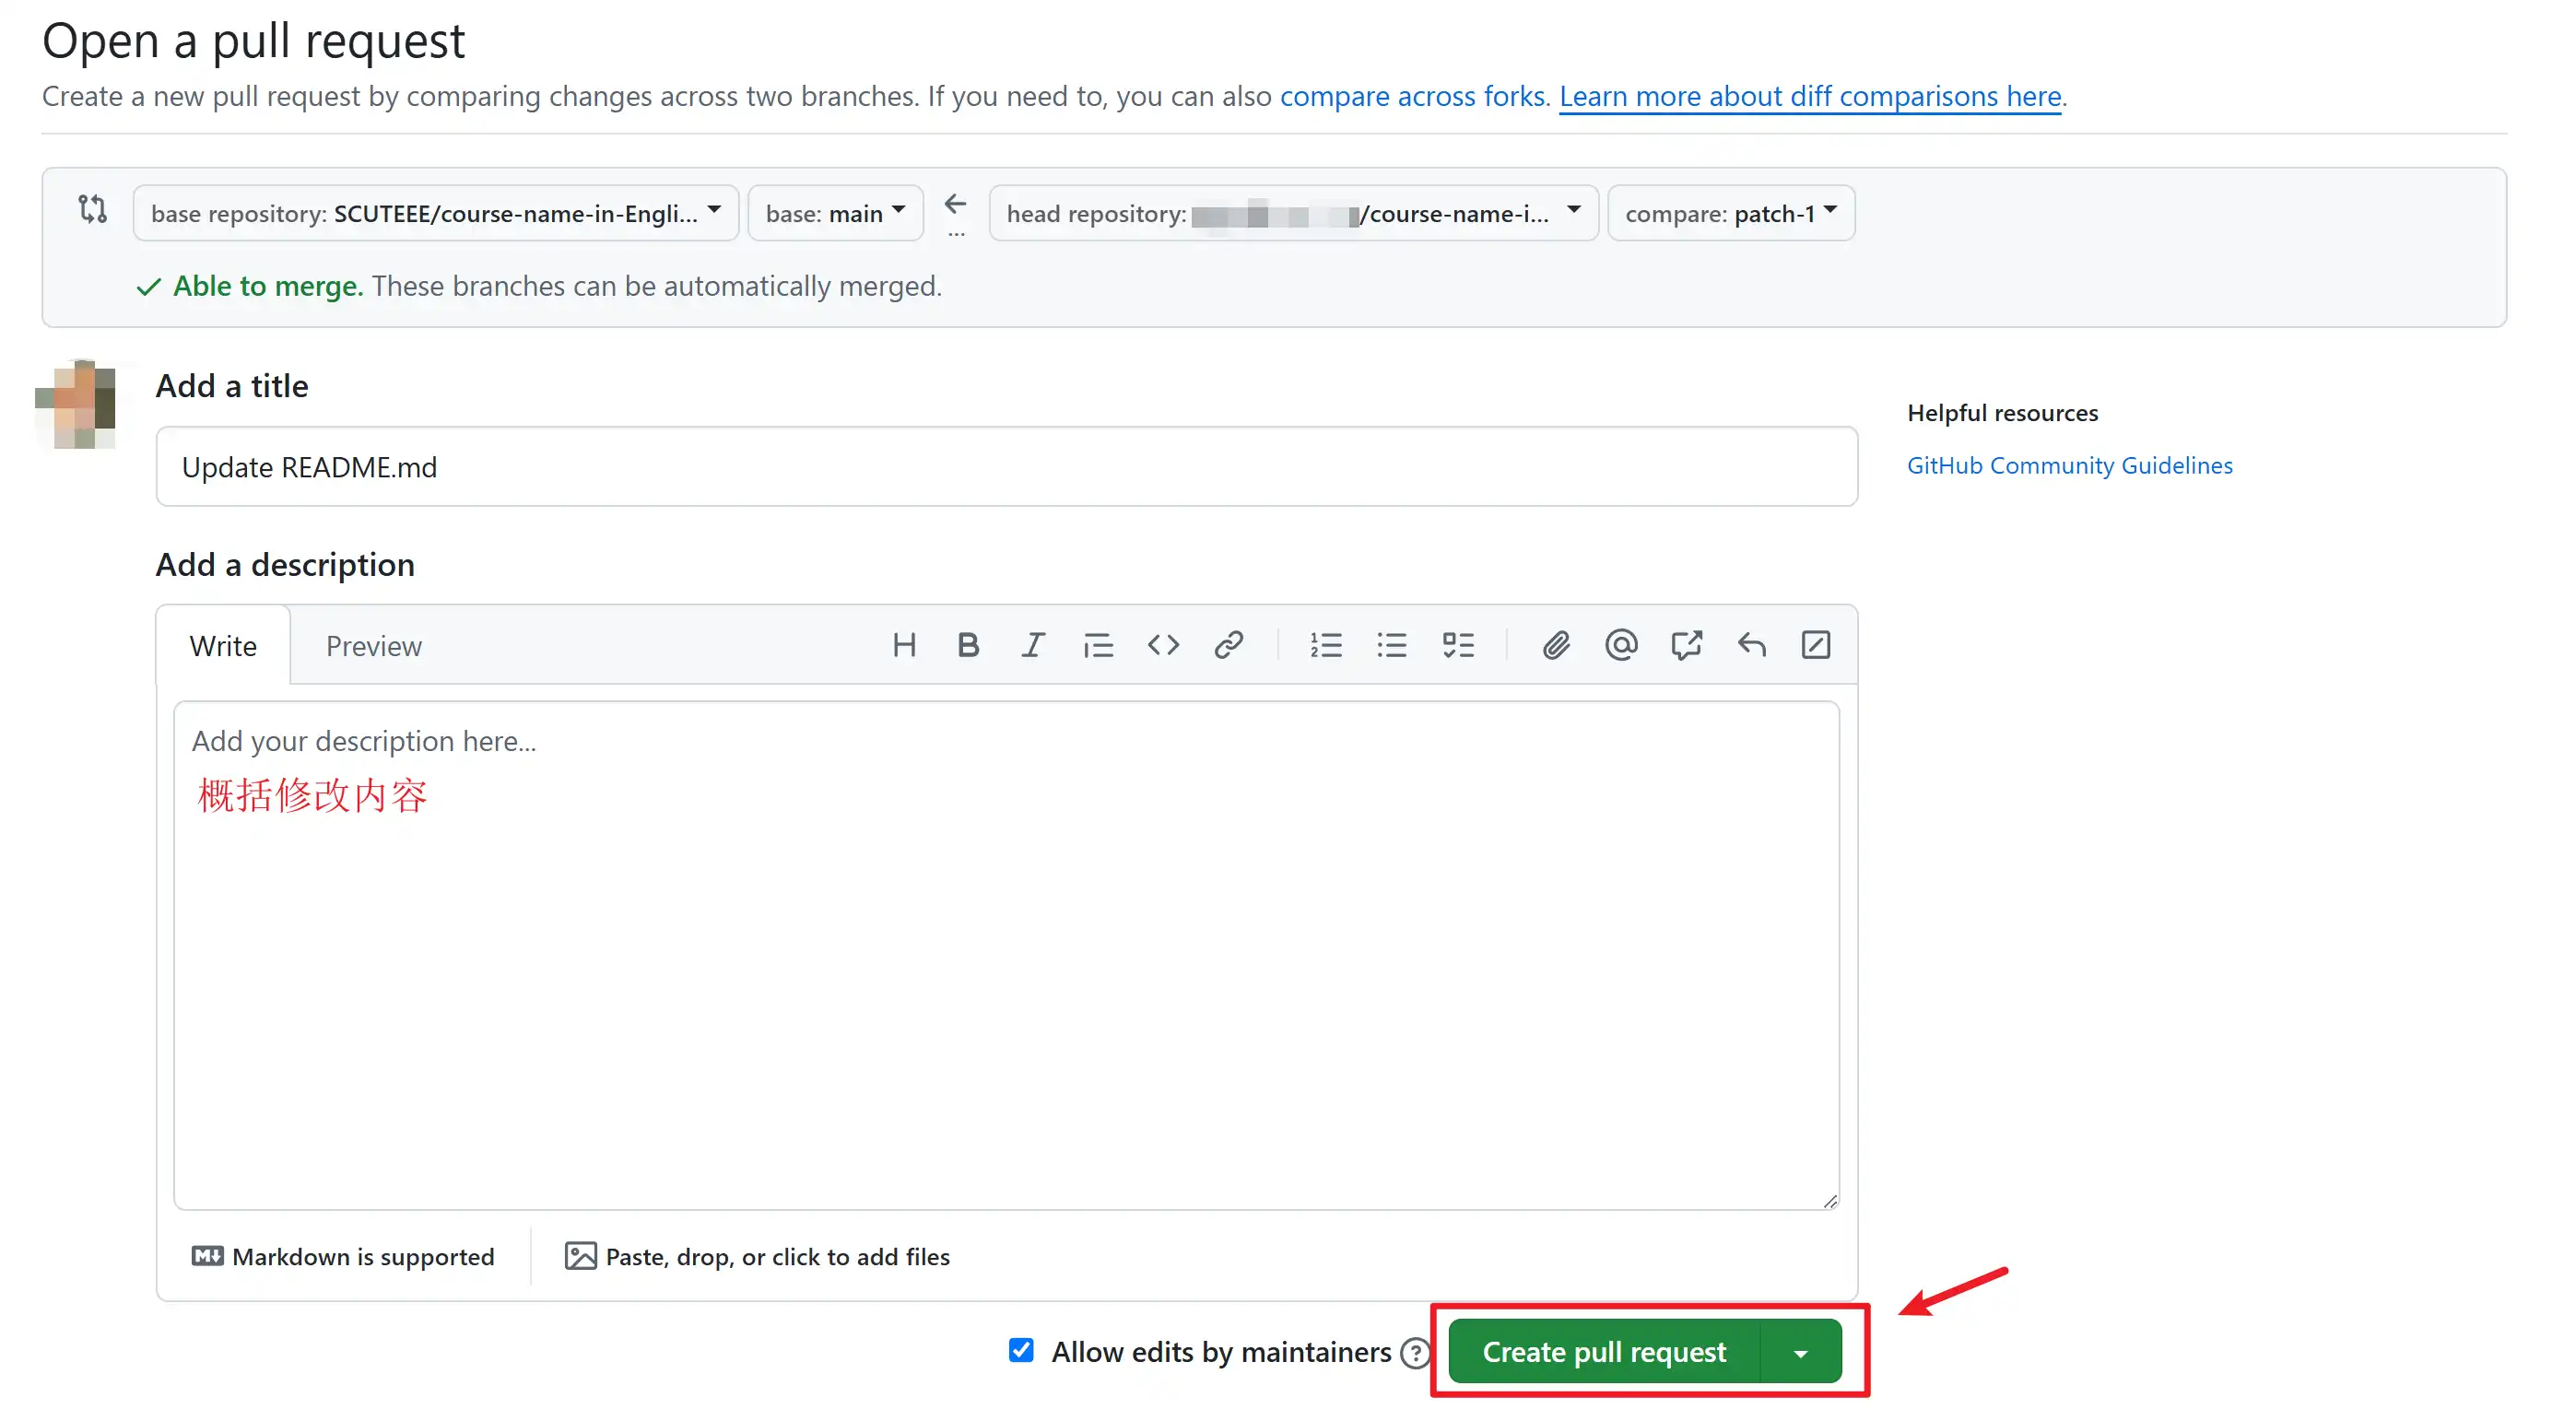 Open a pull request
Create a new pull request by comparing changes across two branches. If you need to, you can also compare across forks. Learn more about diff comparisons here.
base repository: SCUTEEE/course-name-in-Engli... base: main ... head repository: /course-name-i... compare: patch-1
Able to merge. These branches can be automatically merged.
Add a title
Helpful resources
Update README.md
GitHub Community Guidelines
Add a description
Write Preview
Add your description here...
概括修改内容
Markdown is supported Paste, drop, or click to add files
Allow edits by maintainers Create pull request